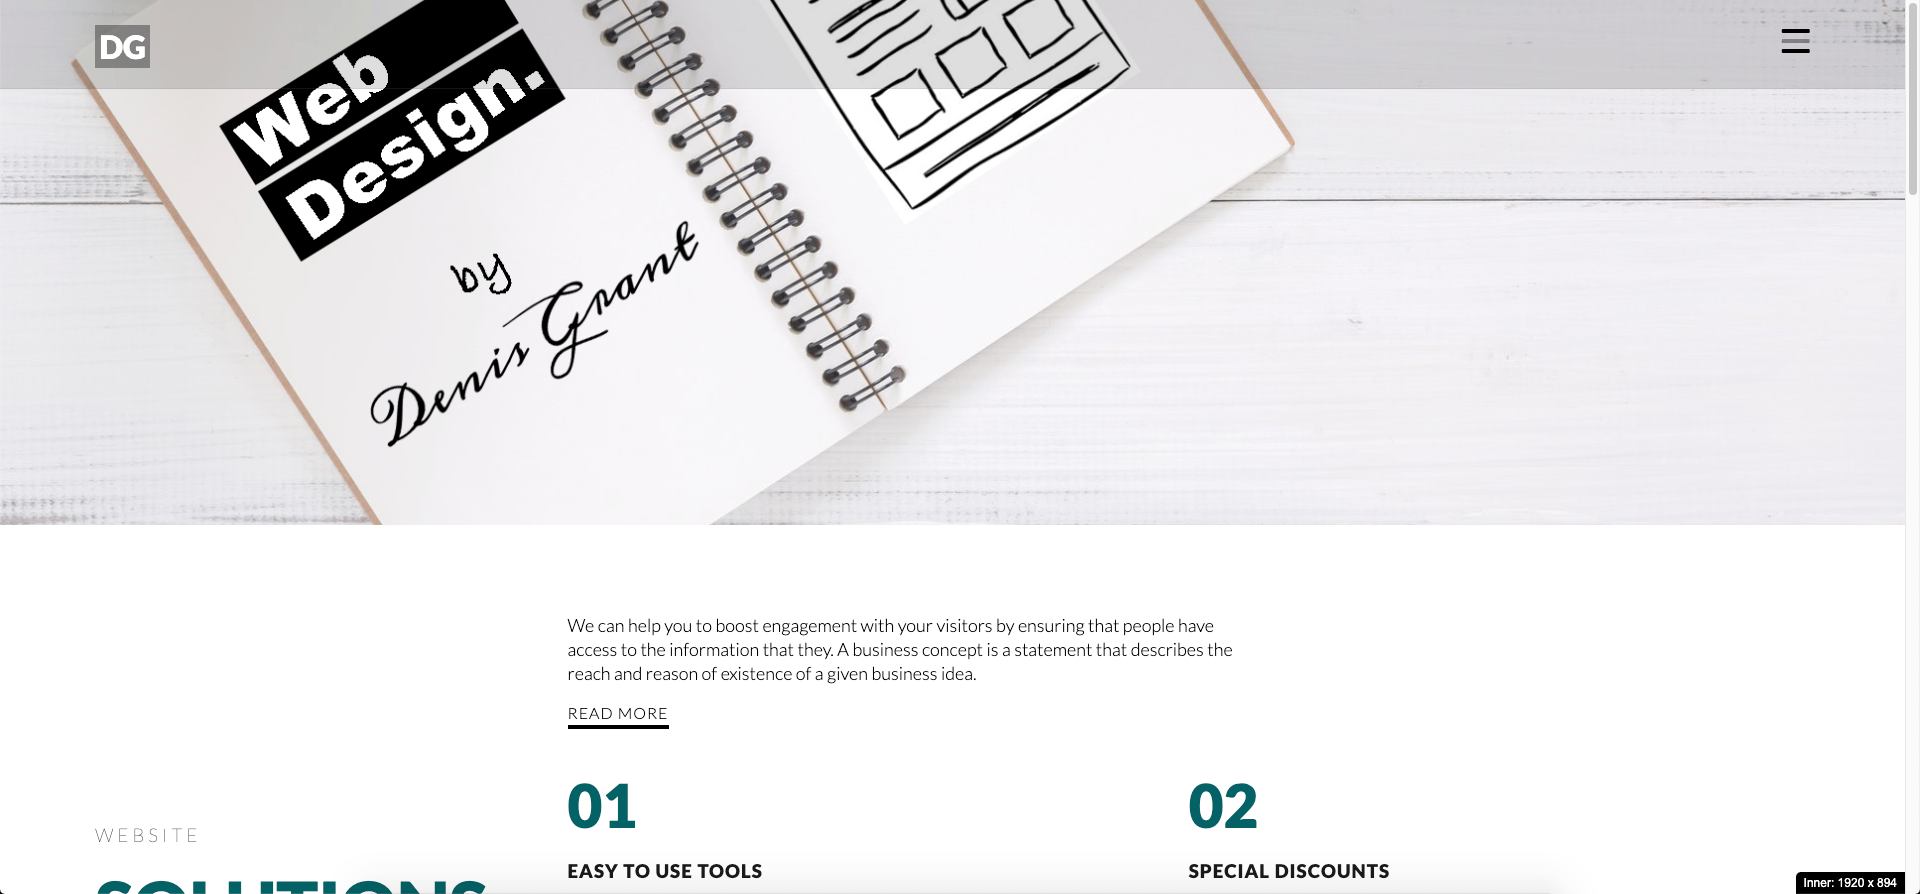 DG
Web
Design.
by
Denis Grant
We can help you to boost engagement with your visitors by ensuring that people have
access to the information that they. A business concept is a statement that describes the
reach and reason of existence of a given business idea.
READ MORE
01
02
WEBSITE
EASY TO USE TOOLS
SPECIAL DISCOUNTS
SOLUTIONS
Inner: 1920 x 894